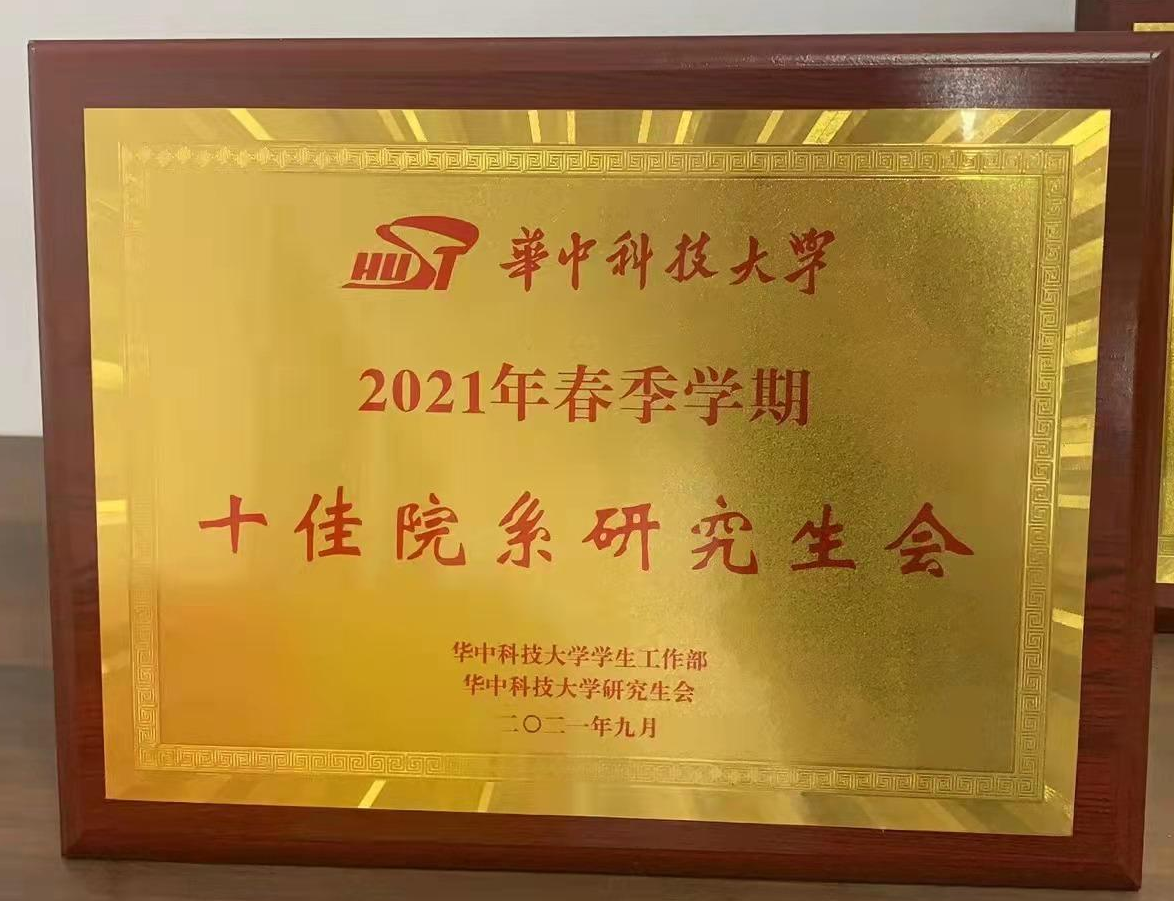 HUST 華中科技大學
2021年春季学期
十佳院系研究生会
华中科技大学学生工作部
华中科技大学研究生会
二〇二一年九月